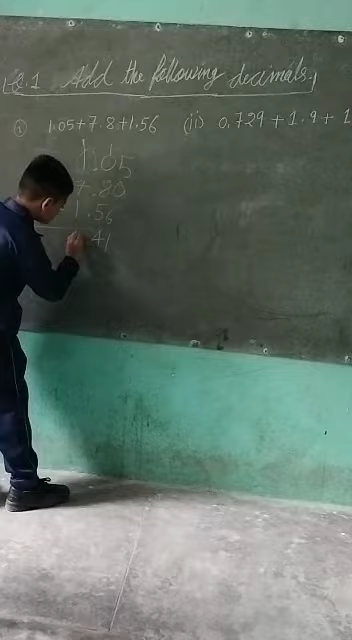 Q.1 Add the following decimals.
(i) 1.05+7.8+1.56 (ii) 0.729+1.9+1
1.05
7.80
1.56
41